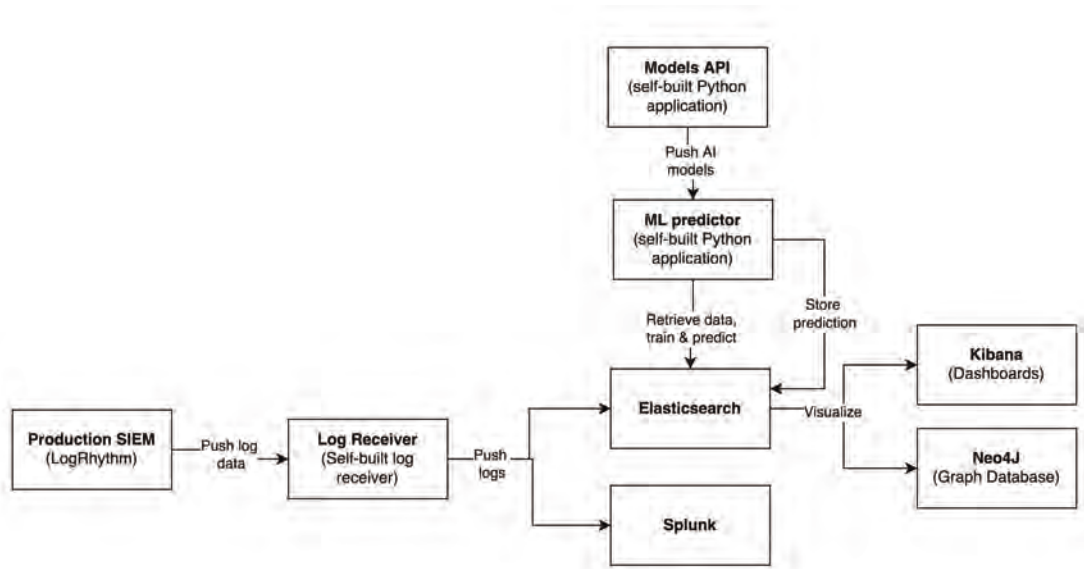 Models API
(self-built Python
application)
Push AI
models
ML predictor
(self-built Python
application)
Retrieve data,
train & predict
Store
prediction
Kibana
(Dashboards)
Elasticsearch
Visualize
Production SIEM
(LogRhythm)
Push log
data
Log Receiver
(Self-built log
receiver)
Push
logs
Neo4J
(Graph Database)
Splunk